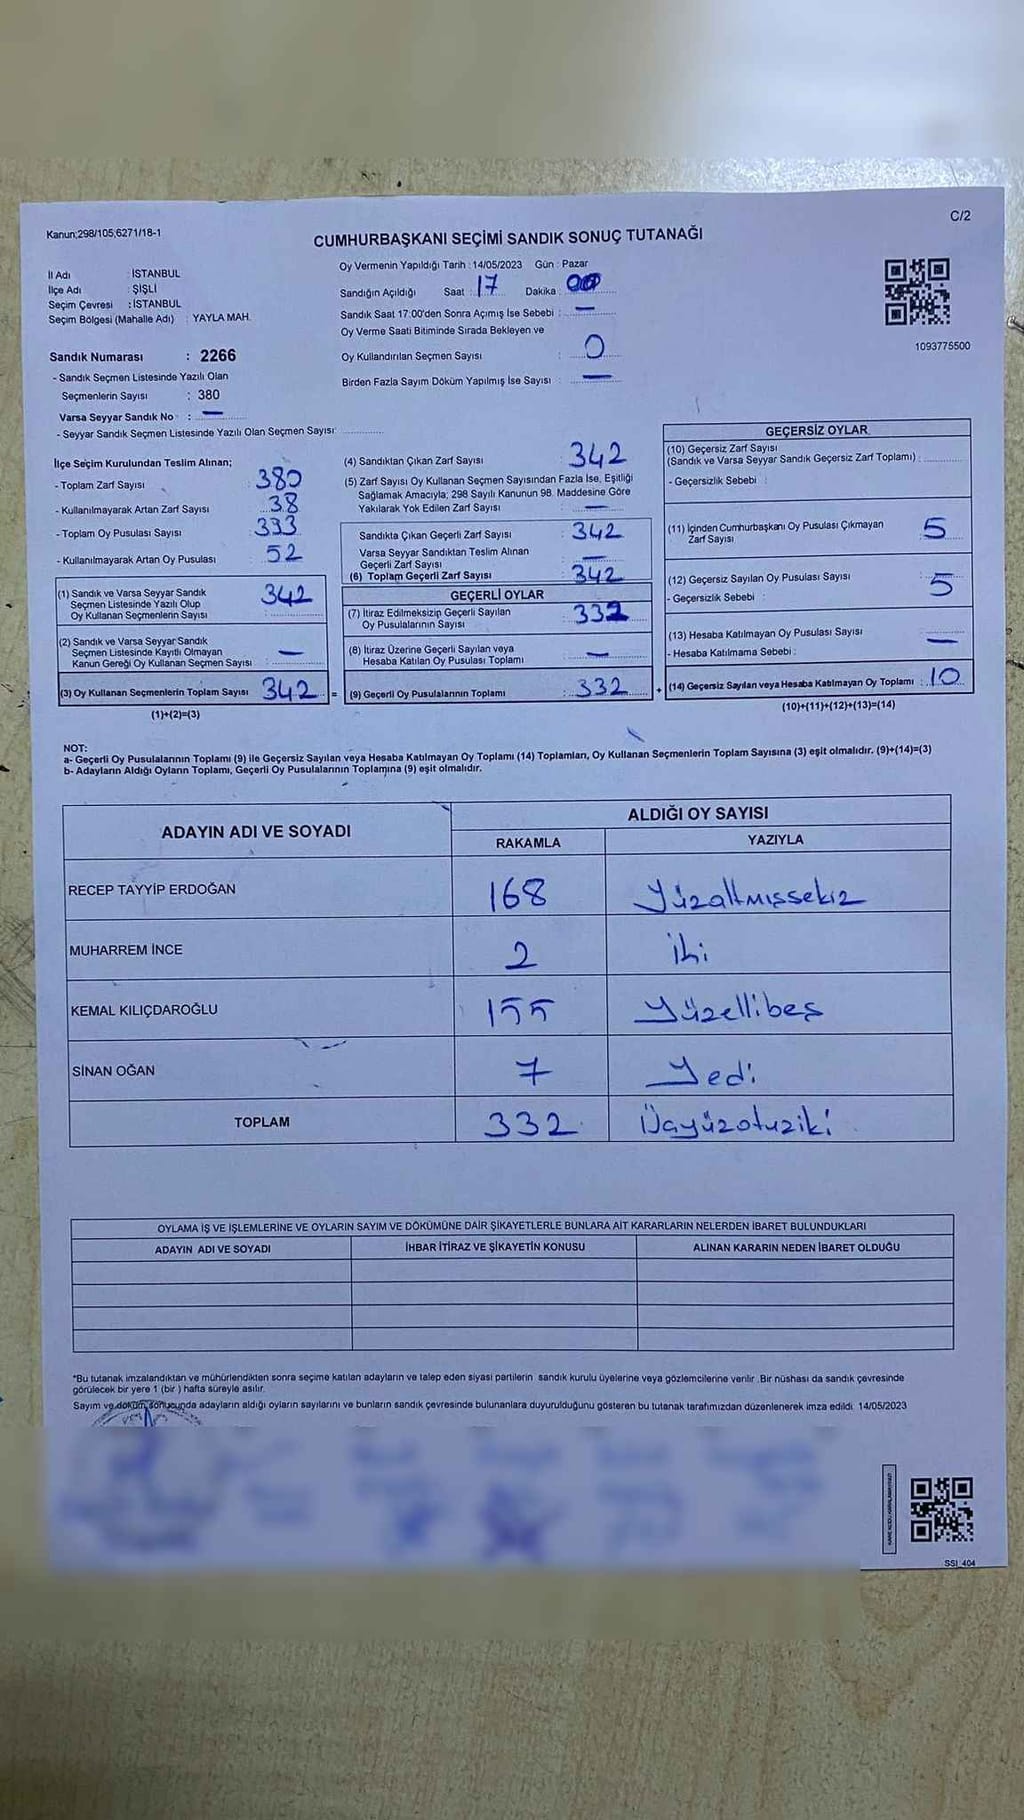 C/2
Kanun;298/105,6271/18-1
CUMHURBAŞKANI SEÇİMİ SANDIK SONUÇ TUTANAĞI
İl Adı : İSTANBUL
İlçe Adı : ŞİŞLİ
Seçim Çevresi : İSTANBUL
Seçim Bölgesi (Mahalle Adı) : YAYLA MAH.
Sandık Numarası : 2266
- Sandık Seçmen Listesinde Yazılı Olan
Seçmenlerin Sayısı : 380
Varsa Seyyar Sandık No : —
- Seyyar Sandık Seçmen Listesinde Yazılı Olan Seçmen Sayısı:
Oy Vermenin Yapıldığı Tarih : 14/05/2023 Gün : Pazar
Sandığın Açıldığı Saat : 17 Dakika : 00
Sandık Saat 17:00'den Sonra Açımış İse Sebebi : —
Oy Verme Saati Bitiminde Sırada Bekleyen ve
Oy Kullandırılan Seçmen Sayısı : 0
Birden Fazla Sayım Döküm Yapılmış İse Sayısı : —
1093775500
İlçe Seçim Kurulundan Teslim Alınan;
- Toplam Zarf Sayısı : 380
- Kullanılmayarak Artan Zarf Sayısı : 38
- Toplam Oy Pusulası Sayısı : 393
- Kullanılmayarak Artan Oy Pusulası : 52
(1) Sandık ve Varsa Seyyar Sandık
Seçmen Listesinde Yazılı Olup
Oy Kullanan Seçmenlerin Sayısı : 342
(2) Sandık ve Varsa Seyyar Sandık
Seçmen Listesinde Kayıtlı Olmayan
Kanun Gereği Oy Kullanan Seçmen Sayısı : —
(3) Oy Kullanan Seçmenlerin Toplam Sayısı : 342
(1)+(2)=(3)
(4) Sandıktan Çıkan Zarf Sayısı : 342
(5) Zarf Sayısı Oy Kullanan Seçmen Sayısından Fazla İse, Eşitliği
Sağlamak Amacıyla; 298 Sayılı Kanunun 98. Maddesine Göre
Yakılarak Yok Edilen Zarf Sayısı : —
Sandıkta Çıkan Geçerli Zarf Sayısı : 342
Varsa Seyyar Sandıktan Teslim Alınan
Geçerli Zarf Sayısı : —
(6) Toplam Geçerli Zarf Sayısı : 342
GEÇERLİ OYLAR
(7) İtiraz Edilmeksizip Geçerli Sayılan
Oy Pusulalarının Sayısı : 332
(8) İtiraz Üzerine Geçerli Sayılan veya
Hesaba Katılan Oy Pusulası Toplamı : —
= (9) Geçerli Oy Pusulalarının Toplamı : 332
GEÇERSİZ OYLAR
(10) Geçersiz Zarf Sayısı
(Sandık ve Varsa Seyyar Sandık Geçersiz Zarf Toplamı) :
- Geçersizlik Sebebi :
(11) İçinden Cumhurbaşkanı Oy Pusulası Çıkmayan
Zarf Sayısı : 5
(12) Geçersiz Sayılan Oy Pusulası Sayısı : 5
- Geçersizlik Sebebi :
(13) Hesaba Katılmayan Oy Pusulası Sayısı : —
- Hesaba Katılmama Sebebi :
+ (14) Geçersiz Sayılan veya Hesaba Katılmayan Oy Toplamı : 10
(10)+(11)+(12)+(13)=(14)
NOT:
a- Geçerli Oy Pusulalarının Toplamı (9) ile Geçersiz Sayılan veya Hesaba Katılmayan Oy Toplamı (14) Toplamları, Oy Kullanan Seçmenlerin Toplam Sayısına (3) eşit olmalıdır. (9)+(14)=(3)
b- Adayların Aldığı Oyların Toplamı, Geçerli Oy Pusulalarının Toplamına (9) eşit olmalıdır.
ADAYIN ADI VE SOYADI
ALDIĞI OY SAYISI
RAKAMLA YAZIYLA
RECEP TAYYİP ERDOĞAN 168 Yüzaltmışsekiz
MUHARREM İNCE 2 iki
KEMAL KILIÇDAROĞLU 155 Yüzellibeş
SİNAN OĞAN 7 Yedi
TOPLAM 332 Üçyüzotuziki
OYLAMA İŞ VE İŞLEMLERİNE VE OYLARIN SAYIM VE DÖKÜMÜNE DAİR ŞİKAYETLERLE BUNLARA AİT KARARLARIN NELERDEN İBARET BULUNDUKLARI
ADAYIN ADI VE SOYADI İHBAR İTİRAZ VE ŞİKAYETİN KONUSU ALINAN KARARIN NEDEN İBARET OLDUĞU
*Bu tutanak imzalandıktan ve mühürlendikten sonra seçime katılan adayların ve talep eden siyasi partilerin sandık kurulu üyelerine veya gözlemcilerine verilir .Bir nüshası da sandık çevresinde
görülecek bir yere 1 (bir ) hafta süreyle asılır.
Sayım ve döküm sonucunda adayların aldığı oyların sayılarını ve bunların sandık çevresinde bulunanlara duyurulduğunu gösteren bu tutanak tarafımızdan düzenlenerek imza edildi. 14/05/2023
SSI_404